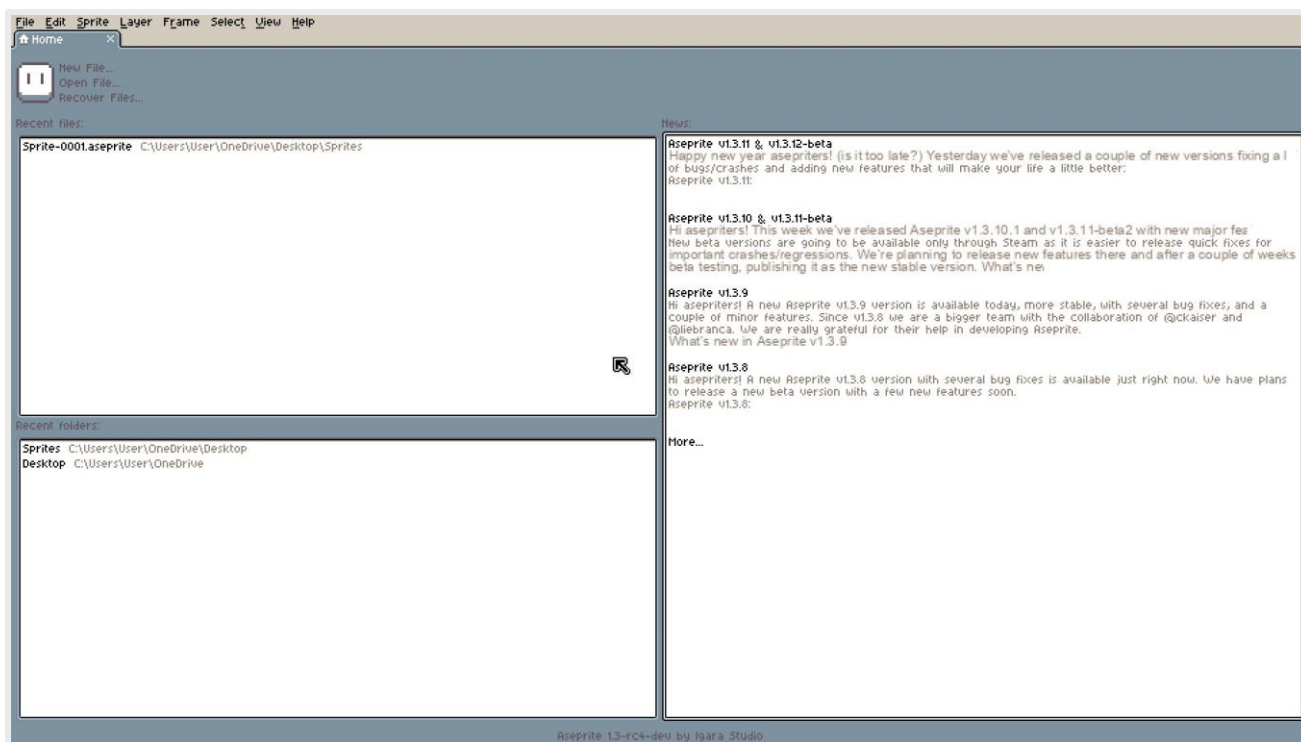 File Edit Sprite Layer Frame Select View Help
Home X
New File...
Open File...
Recover Files...
Recent files:
Sprite-0001.aseprite C:\Users\User\OneDrive\Desktop\Sprites
Recent folders:
Sprites C:\Users\User\OneDrive\Desktop
Desktop C:\Users\User\OneDrive
News:
Aseprite v1.3.11 & v1.3.12-beta
Happy new year asepriters! (is it too late?) Yesterday we've released a couple of new versions fixing a l
of bugs/crashes and adding new features that will make your life a little better:
Aseprite v1.3.11:
Aseprite v1.3.10 & v1.3.11-beta
Hi asepriters! This week we've released Aseprite v1.3.10.1 and v1.3.11-beta2 with new major fea
New beta versions are going to be available only through Steam as it is easier to release quick fixes for
important crashes/regressions. We're planning to release new features there and after a couple of weeks
beta testing, publishing it as the new stable version. What's new
Aseprite v1.3.9
Hi asepriters! A new Aseprite v1.3.9 version is available today, more stable, with several bug fixes, and a
couple of minor features. Since v1.3.8 we are a bigger team with the collaboration of @ckaiser and
@liebranca. We are really grateful for their help in developing Aseprite.
What's new in Aseprite v1.3.9
Aseprite v1.3.8
Hi asepriters! A new Aseprite v1.3.8 version with several bug fixes is available just right now. We have plans
to release a new beta version with a few new features soon.
Aseprite v1.3.8:
More...
Aseprite 1.3-rc4-dev by Igara Studio